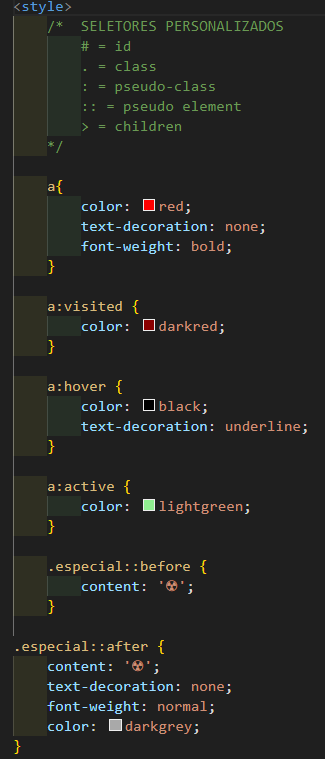 <style>
/*  SELETORES PERSONALIZADOS
# = id
. = class
: = pseudo-class
:: = pseudo element
> = children
*/
a{
color: red;
text-decoration: none;
font-weight: bold;
}
a:visited {
color: darkred;
}
a:hover {
color: black;
text-decoration: underline;
}
a:active {
color: lightgreen;
}
.especial::before {
content: '☢';
}
.especial::after {
content: '☢';
text-decoration: none;
font-weight: normal;
color: darkgrey;
}